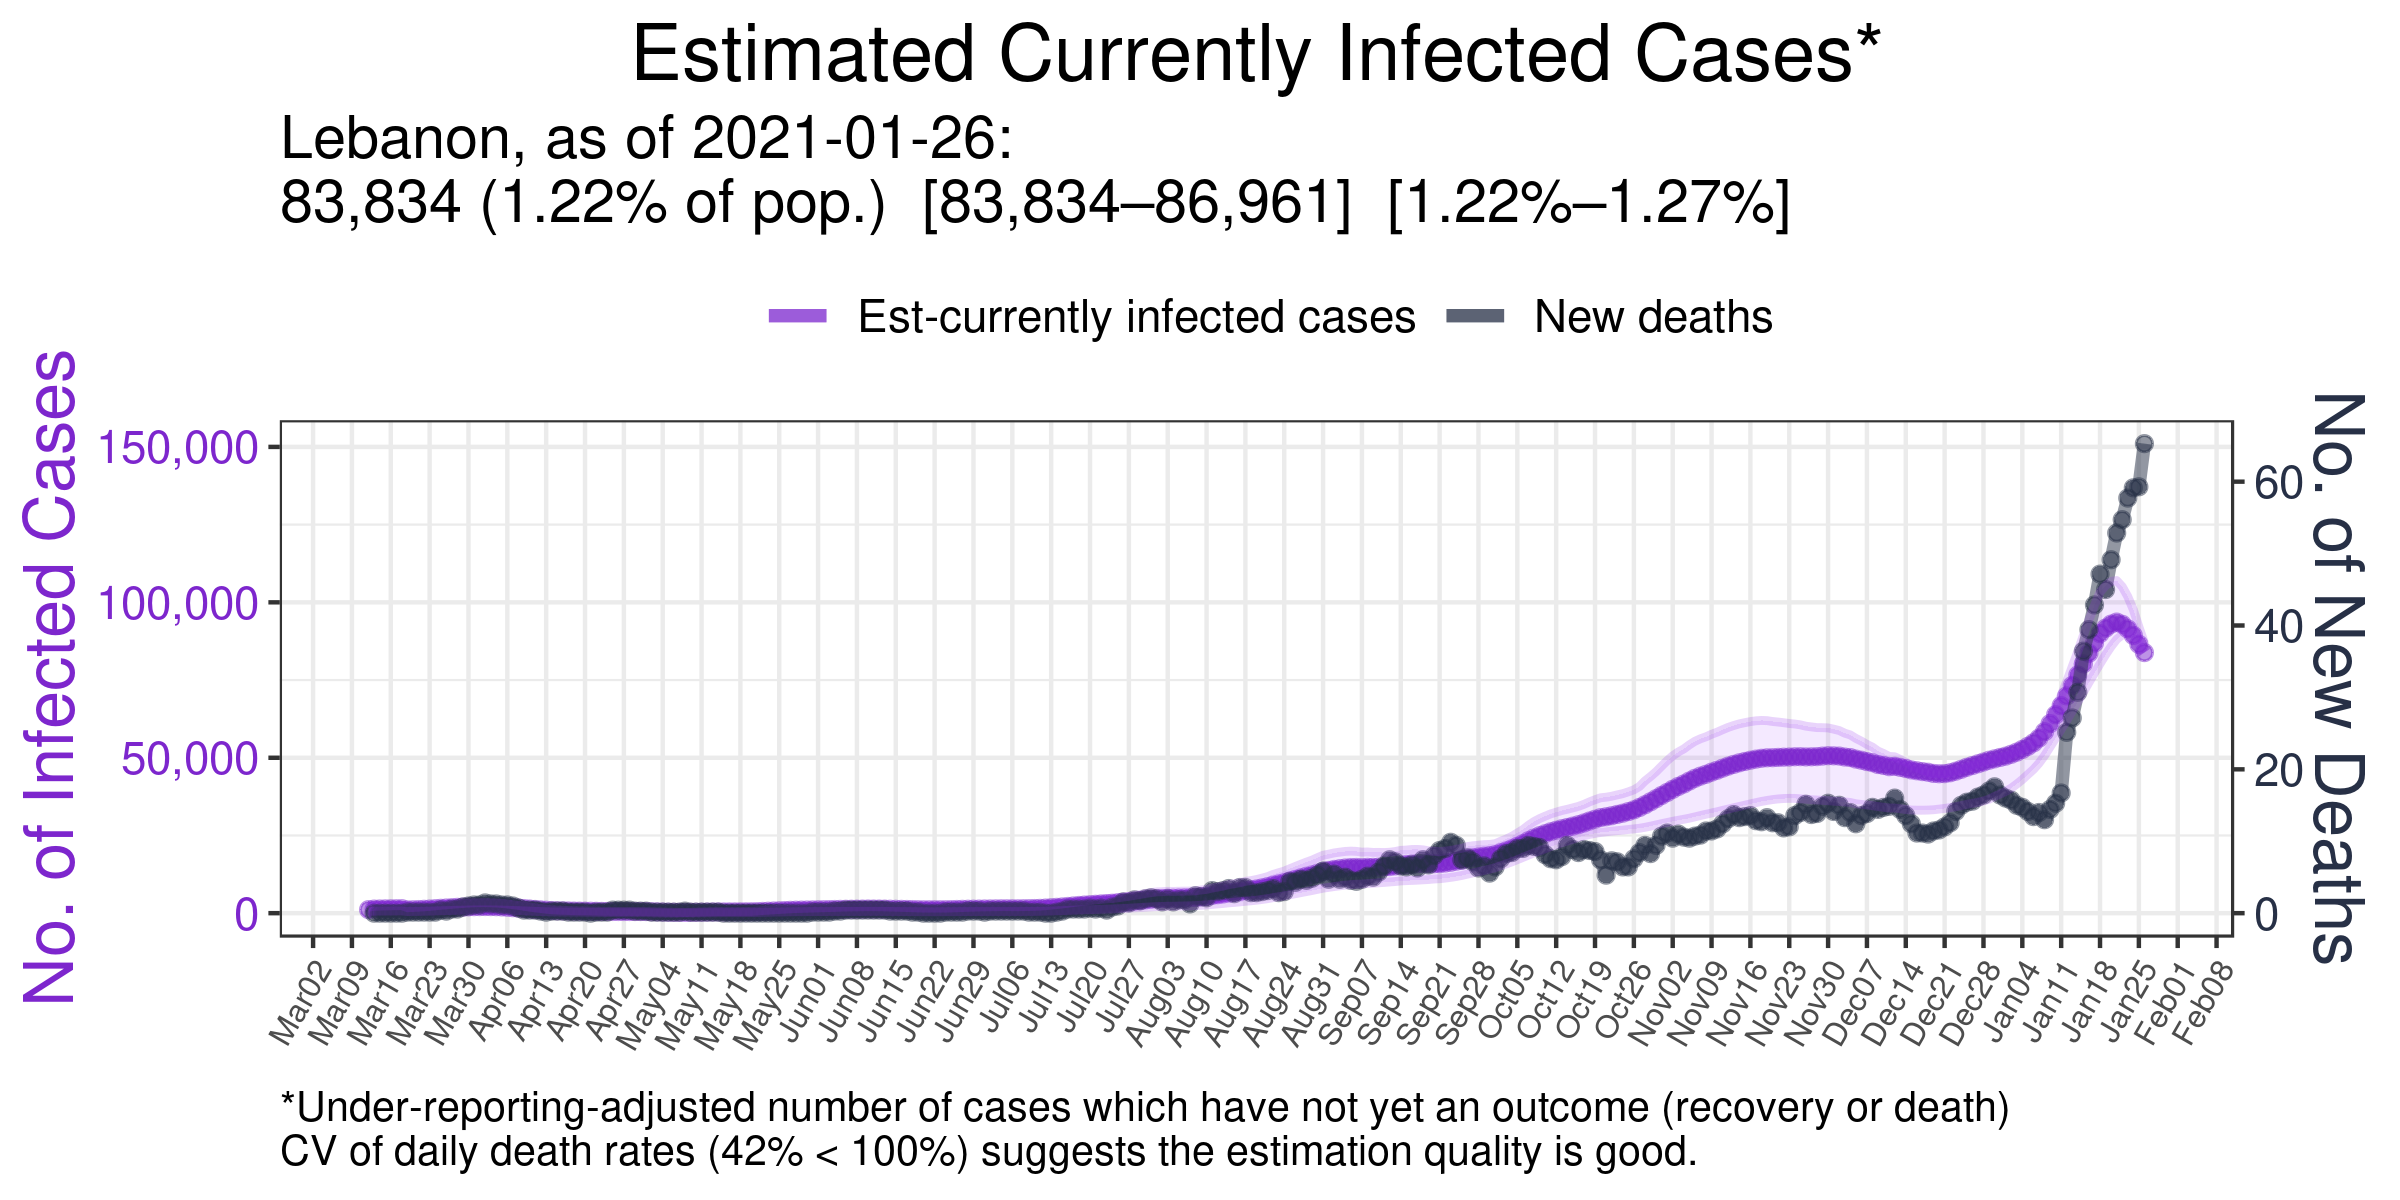 Estimated Currently Infected Cases*
Lebanon, as of 2021-01-26:
83,834 (1.22% of pop.)  [83,834–86,961]  [1.22%–1.27%]
Est-currently infected cases
New deaths
No. of Infected Cases
150,000
100,000
50,000
0
No. of New Deaths
60
40
20
0
Mar02
Mar09
Mar16
Mar23
Mar30
Apr06
Apr13
Apr20
Apr27
May04
May11
May18
May25
Jun01
Jun08
Jun15
Jun22
Jun29
Jul06
Jul13
Jul20
Jul27
Aug03
Aug10
Aug17
Aug24
Aug31
Sep07
Sep14
Sep21
Sep28
Oct05
Oct12
Oct19
Oct26
Nov02
Nov09
Nov16
Nov23
Nov30
Dec07
Dec14
Dec21
Dec28
Jan04
Jan11
Jan18
Jan25
Feb01
Feb08
*Under-reporting-adjusted number of cases which have not yet an outcome (recovery or death)
CV of daily death rates (42% < 100%) suggests the estimation quality is good.